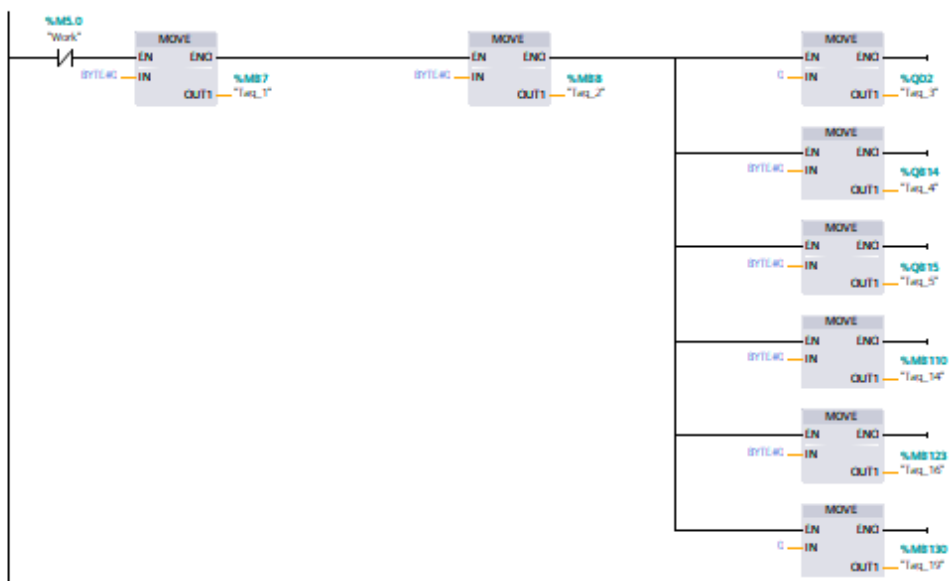 %M5.0
"Work"
MOVE
EN ENO
BYTE#0 IN
%MB7
OUT1 "Tag_1"
MOVE
EN ENO
BYTE#0 IN
%MB8
OUT1 "Tag_2"
MOVE
EN ENO
0 IN
%QD2
OUT1 "Tag_3"
MOVE
EN ENO
BYTE#0 IN
%QB14
OUT1 "Tag_4"
MOVE
EN ENO
BYTE#0 IN
%QB15
OUT1 "Tag_5"
MOVE
EN ENO
BYTE#0 IN
%MB110
OUT1 "Tag_14"
MOVE
EN ENO
BYTE#0 IN
%MB123
OUT1 "Tag_16"
MOVE
EN ENO
0 IN
%MB130
OUT1 "Tag_19"